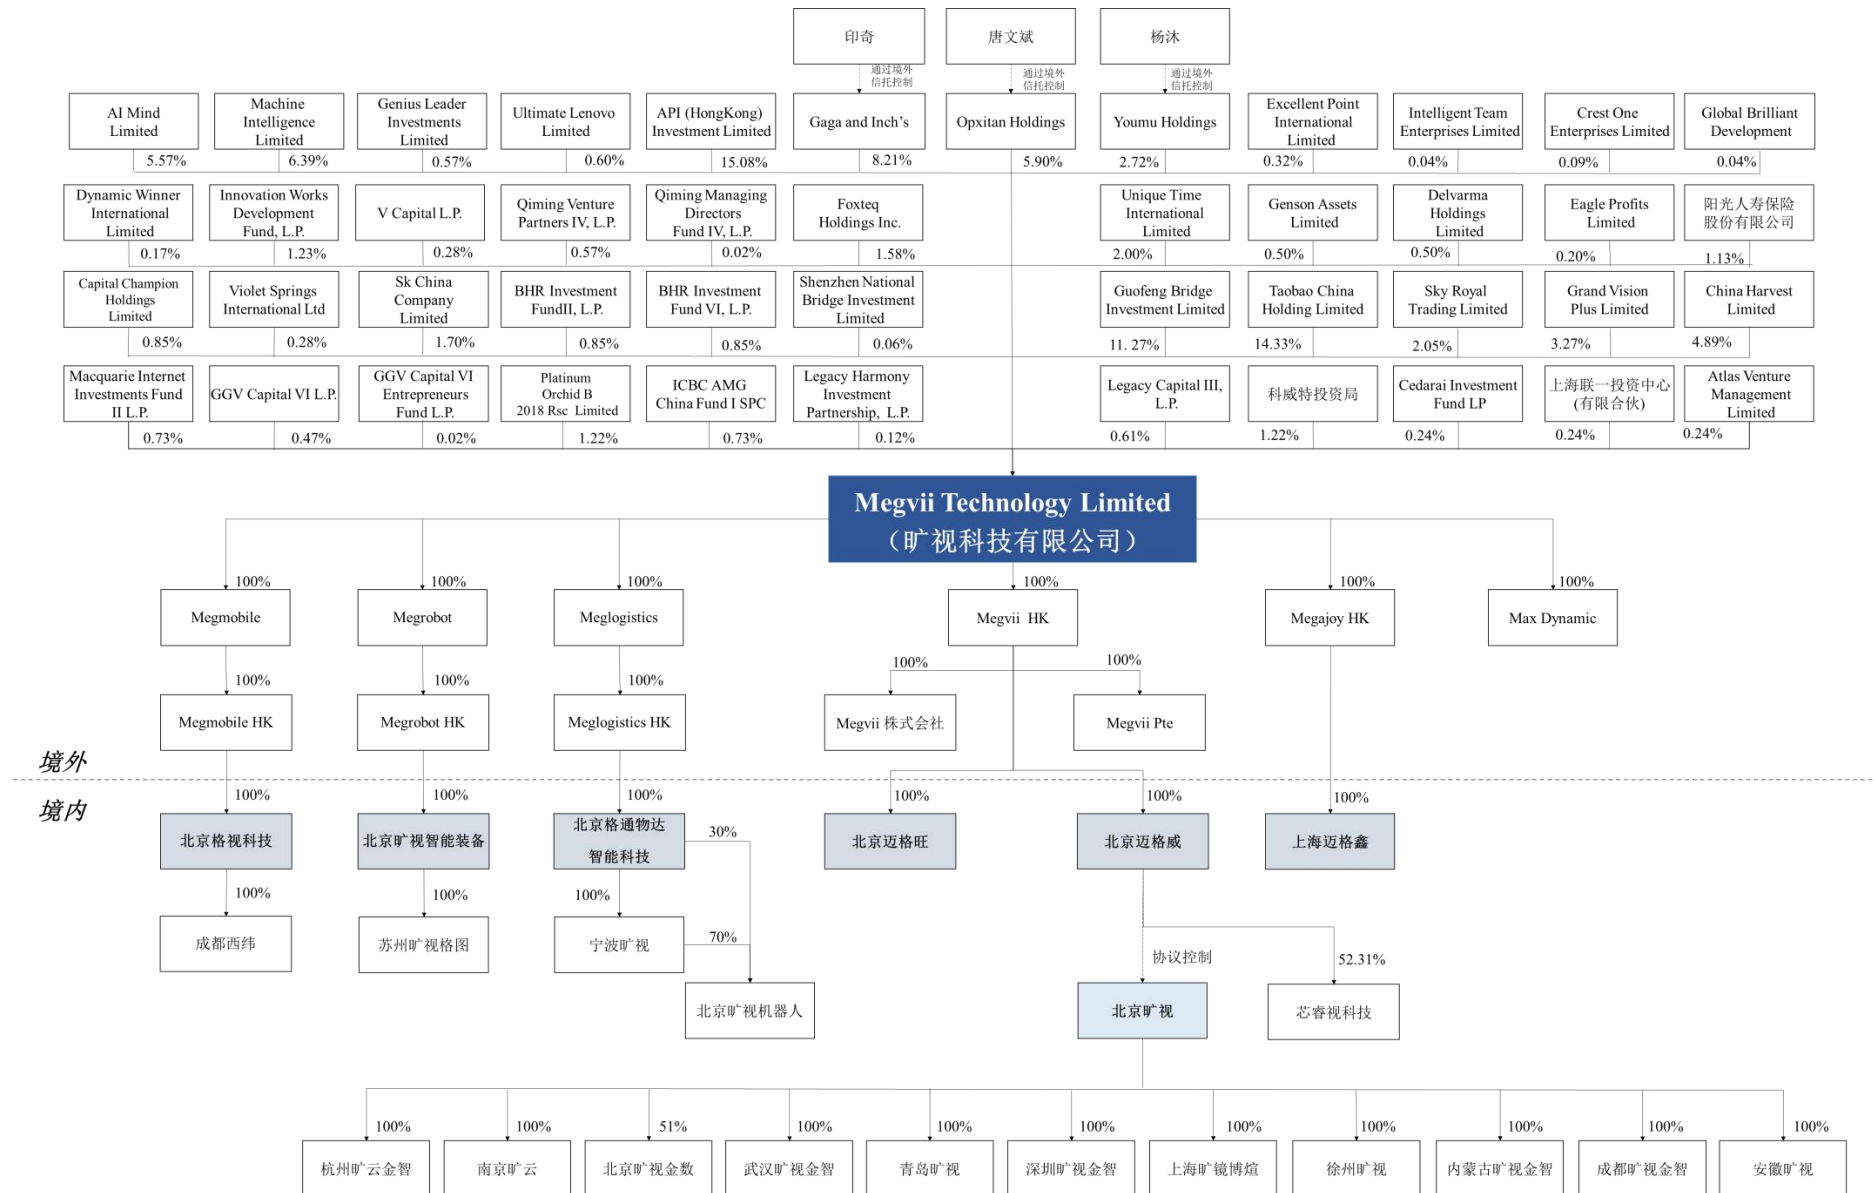 印奇
唐文斌
杨沐
通过境外
信托控制
通过境外
信托控制
通过境外
信托控制
AI Mind
Limited
Machine
Intelligence
Limited
Genius Leader
Investments
Limited
Ultimate Lenovo
Limited
API (HongKong)
Investment Limited
Gaga and Inch's
Opxitan Holdings
Youmu Holdings
Excellent Point
International
Limited
Intelligent Team
Enterprises Limited
Crest One
Enterprises Limited
Global Brilliant
Development
5.57%
6.39%
0.57%
0.60%
15.08%
8.21%
5.90%
2.72%
0.32%
0.04%
0.09%
0.04%
Dynamic Winner
International
Limited
Innovation Works
Development
Fund, L.P.
V Capital L.P.
Qiming Venture
Partners IV, L.P.
Qiming Managing
Directors
Fund IV, L.P.
Foxteq
Holdings Inc.
Unique Time
International
Limited
Genson Assets
Limited
Delvarma
Holdings
Limited
Eagle Profits
Limited
阳光人寿保险
股份有限公司
0.17%
1.23%
0.28%
0.57%
0.02%
1.58%
2.00%
0.50%
0.50%
0.20%
1.13%
Capital Champion
Holdings
Limited
Violet Springs
International Ltd
Sk China
Company
Limited
BHR Investment
FundII, L.P.
BHR Investment
Fund VI, L.P.
Shenzhen National
Bridge Investment
Limited
Guofeng Bridge
Investment Limited
Taobao China
Holding Limited
Sky Royal
Trading Limited
Grand Vision
Plus Limited
China Harvest
Limited
0.85%
0.28%
1.70%
0.85%
0.85%
0.06%
11. 27%
14.33%
2.05%
3.27%
4.89%
Macquarie Internet
Investments Fund
II L.P.
GGV Capital VI L.P.
GGV Capital VI
Entrepreneurs
Fund L.P.
Platinum
Orchid B
2018 Rsc Limited
ICBC AMG
China Fund I SPC
Legacy Harmony
Investment
Partnership, L.P.
Legacy Capital III,
L.P.
科威特投资局
Cedarai Investment
Fund LP
上海联一投资中心
(有限合伙)
Atlas Venture
Management
Limited
0.73%
0.47%
0.02%
1.22%
0.73%
0.12%
0.61%
1.22%
0.24%
0.24%
0.24%
Megvii Technology Limited
（旷视科技有限公司）
100%
100%
100%
100%
100%
100%
Megmobile
Megrobot
Meglogistics
Megvii HK
Megajoy HK
Max Dynamic
100%
100%
100%
100%
100%
Megmobile HK
Megrobot HK
Meglogistics HK
Megvii 株式会社
Megvii Pte
境外
境内
100%
100%
100%
100%
100%
100%
北京格视科技
北京旷视智能装备
北京格通物达
智能科技
北京迈格旺
北京迈格威
上海迈格鑫
30%
100%
100%
100%
成都西纬
苏州旷视格图
宁波旷视
70%
协议控制
52.31%
北京旷视机器人
北京旷视
芯睿视科技
100%
100%
51%
100%
100%
100%
100%
100%
100%
100%
100%
杭州旷云金智
南京旷云
北京旷视金数
武汉旷视金智
青岛旷视
深圳旷视金智
上海旷镜博煊
徐州旷视
内蒙古旷视金智
成都旷视金智
安徽旷视